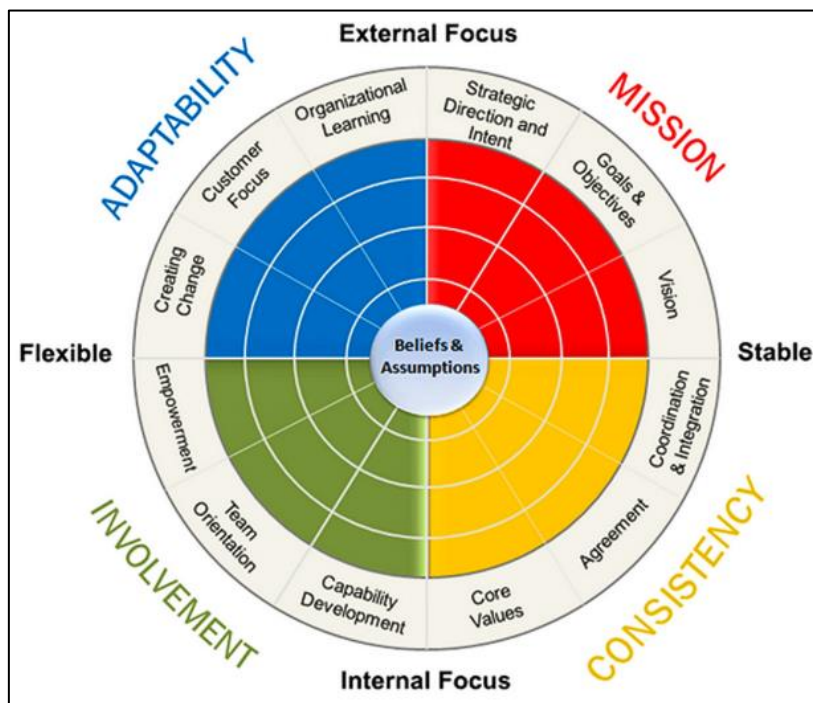 External Focus
ADAPTABILITY
MISSION
Organizational
Learning
Strategic
Direction and
Intent
Customer
Focus
Goals &
Objectives
Creating
Change
Vision
Flexible
Beliefs &
Assumptions
Stable
Empowerment
Coordination
& Integration
Team
Orientation
Agreement
Capability
Development
Core
Values
INVOLVEMENT
CONSISTENCY
Internal Focus